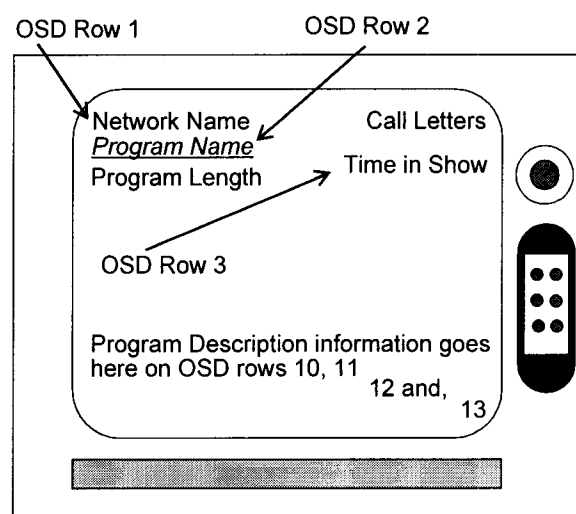 OSD Row 1
OSD Row 2
Network Name
Call Letters
Program Name
Program Length
Time in Show
OSD Row 3
Program Description information goes
here on OSD rows 10, 11
12 and,
13